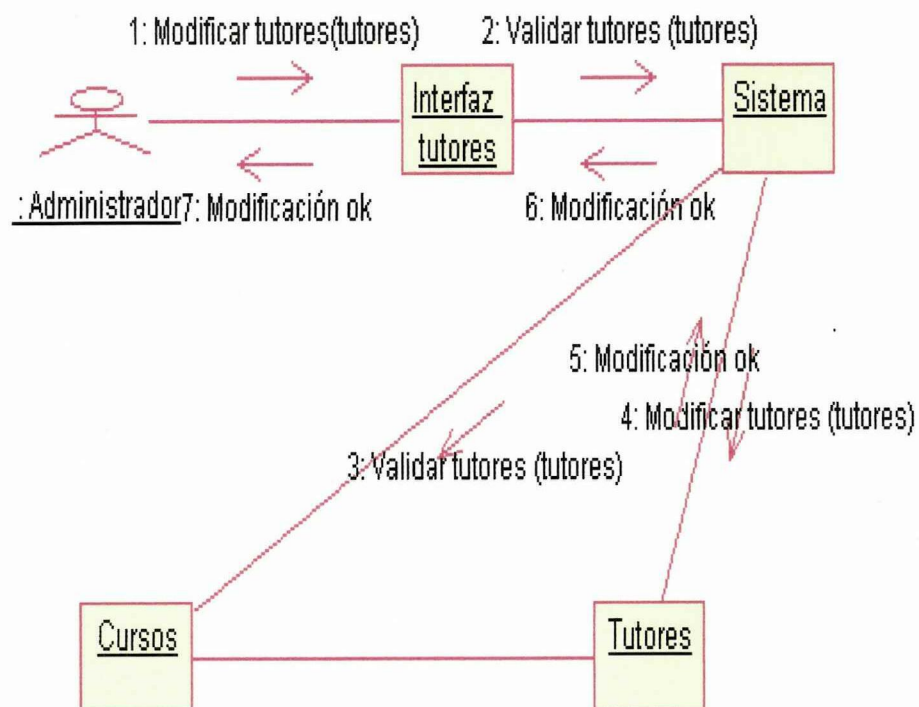 1: Modificar tutores(tutores)
2: Validar tutores (tutores)
Interfaz
tutores
Sistema
: Administrador
7: Modificación ok
6: Modificación ok
5: Modificación ok
4: Modificar tutores (tutores)
3: Validar tutores (tutores)
Cursos
Tutores